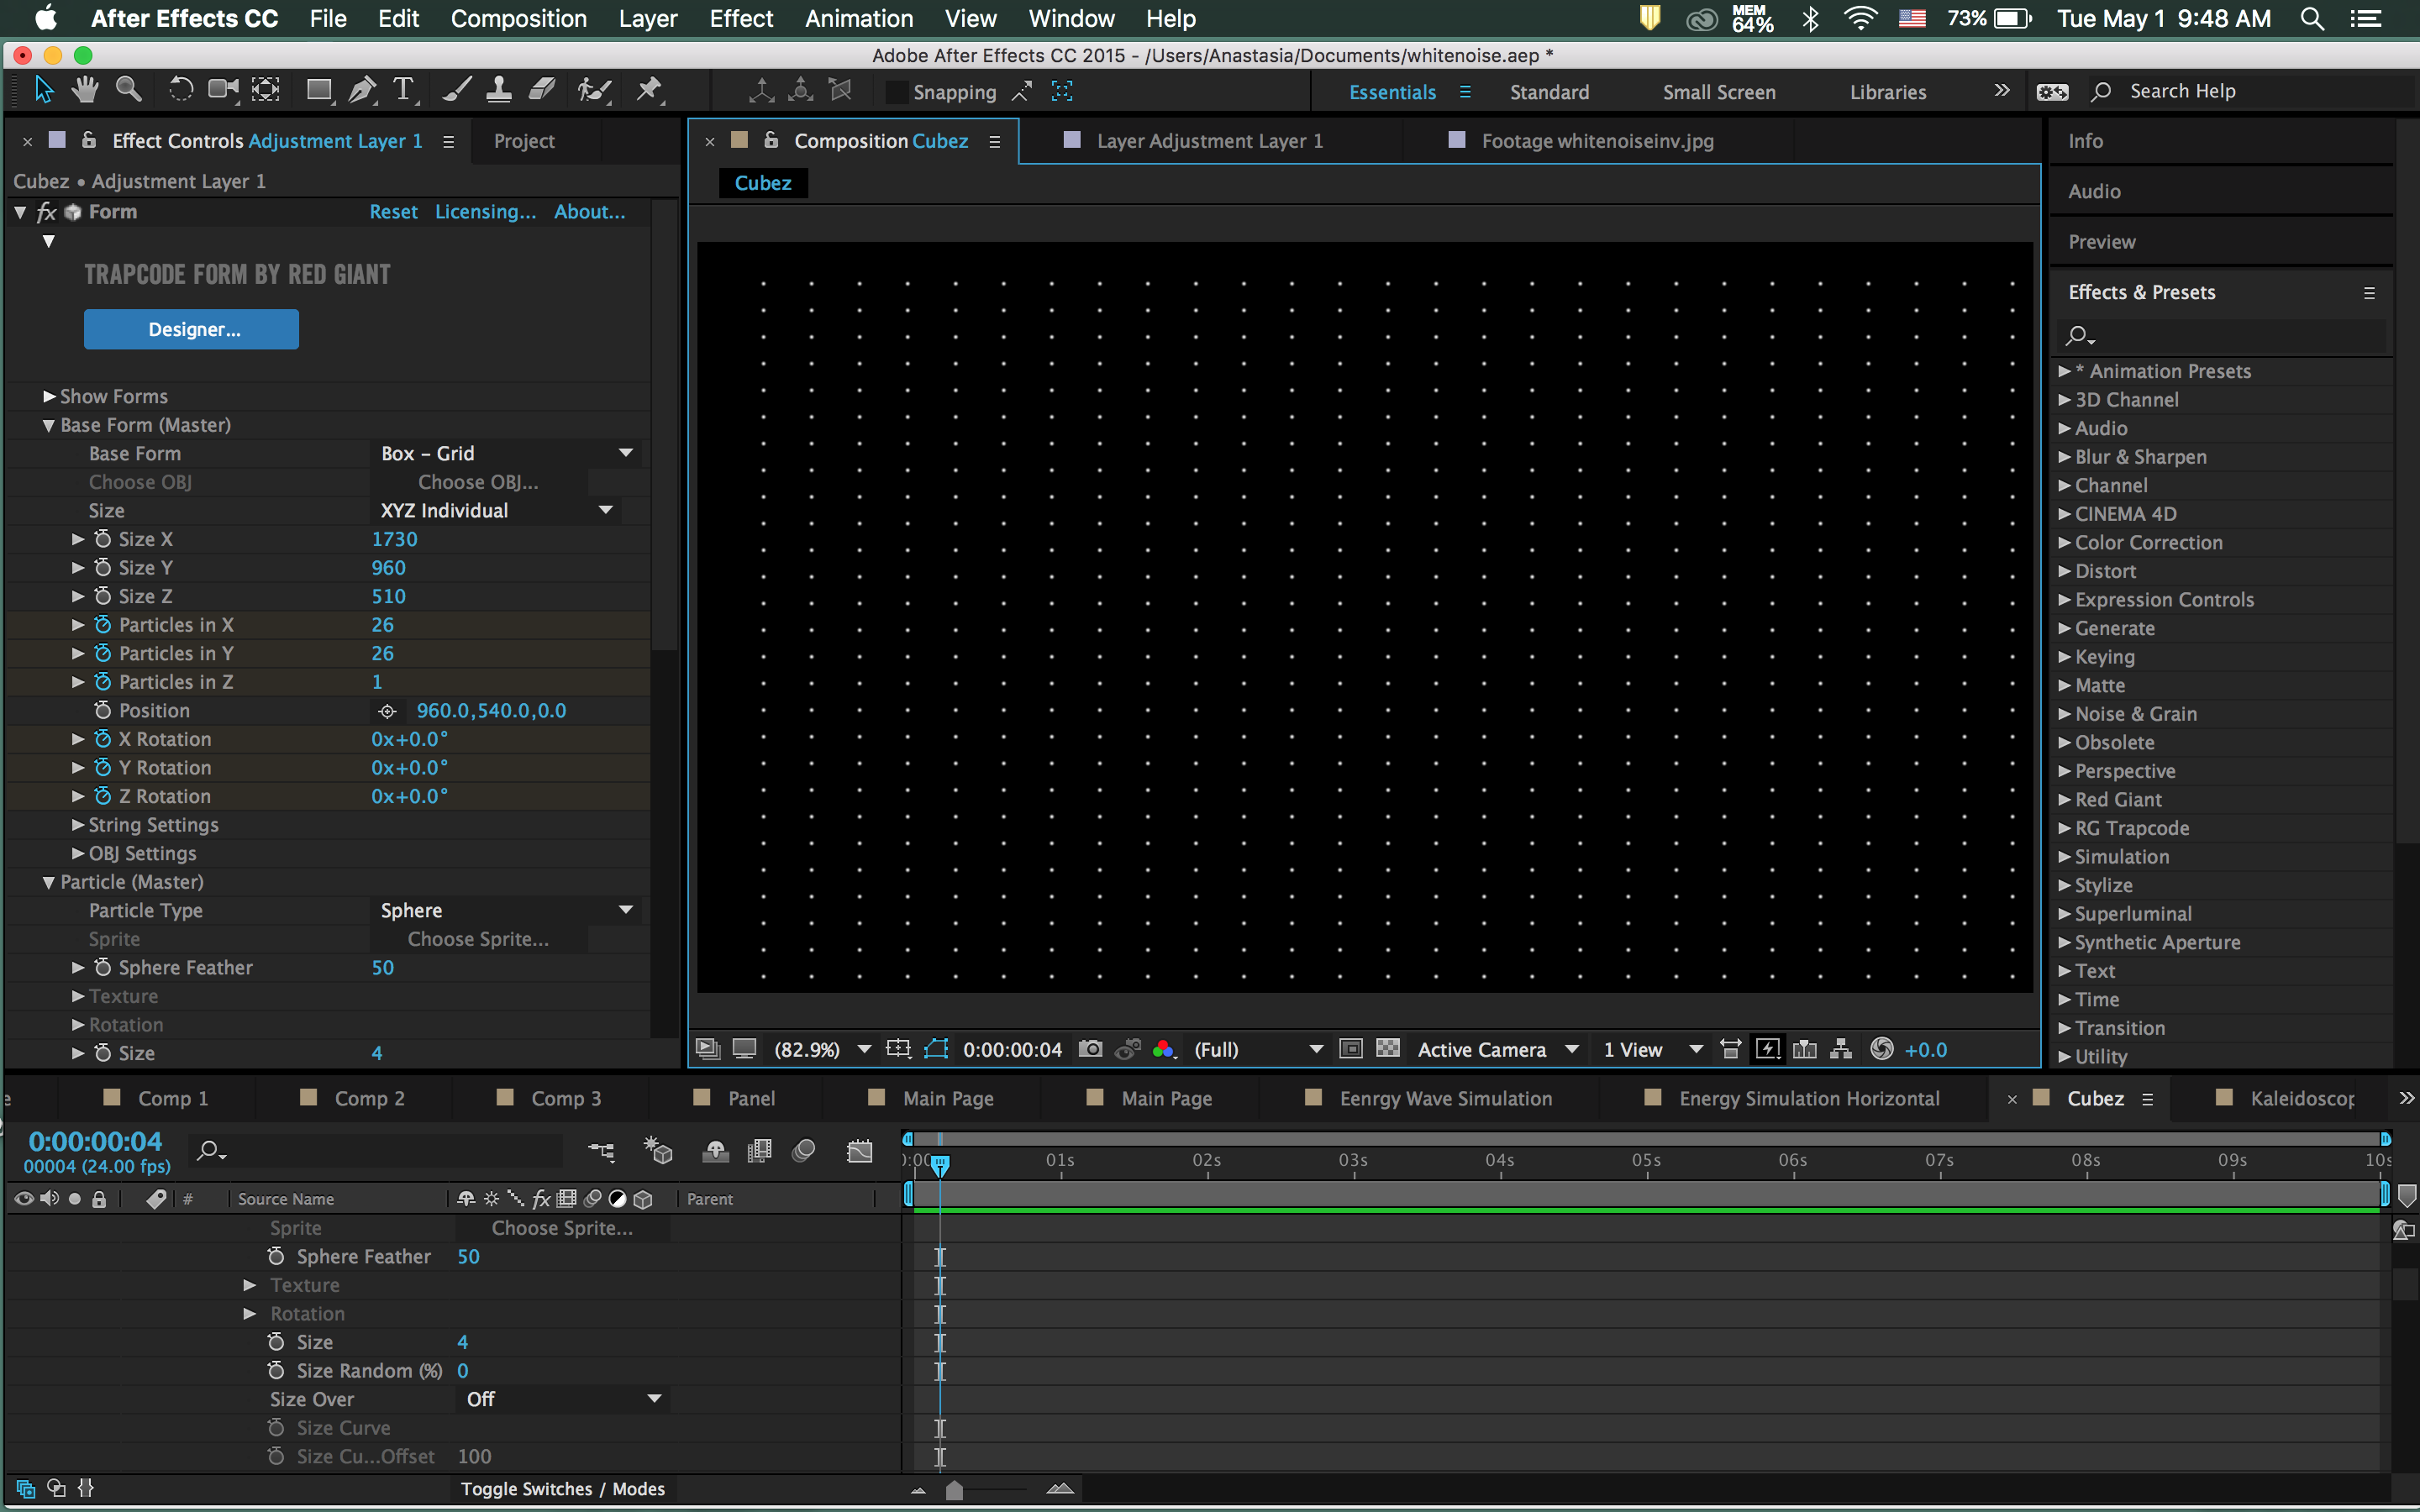 After Effects CC File Edit Composition Layer Effect Animation View Window Help MEM 64% 73% Tue May 1 9:48 AM
Adobe After Effects CC 2015 - /Users/Anastasia/Documents/whitenoise.aep *
Snapping Essentials Standard Small Screen Libraries Search Help
Effect Controls Adjustment Layer 1 Project
Cubez • Adjustment Layer 1
fx Form Reset Licensing... About...
TRAPCODE FORM BY RED GIANT
Designer...
Show Forms
Base Form (Master)
Base Form Box - Grid
Choose OBJ Choose OBJ...
Size XYZ Individual
Size X 1730
Size Y 960
Size Z 510
Particles in X 26
Particles in Y 26
Particles in Z 1
Position 960.0,540.0,0.0
X Rotation 0x+0.0°
Y Rotation 0x+0.0°
Z Rotation 0x+0.0°
String Settings
OBJ Settings
Particle (Master)
Particle Type Sphere
Sprite Choose Sprite...
Sphere Feather 50
Texture
Rotation
Size 4
Composition Cubez Layer Adjustment Layer 1 Footage whitenoiseinv.jpg
Cubez
(82.9%) 0:00:00:04 (Full) Active Camera 1 View +0.0
Info
Audio
Preview
Effects & Presets
* Animation Presets
3D Channel
Audio
Blur & Sharpen
Channel
CINEMA 4D
Color Correction
Distort
Expression Controls
Generate
Keying
Matte
Noise & Grain
Obsolete
Perspective
Red Giant
RG Trapcode
Simulation
Stylize
Superluminal
Synthetic Aperture
Text
Time
Transition
Utility
Comp 1 Comp 2 Comp 3 Panel Main Page Main Page Eenrgy Wave Simulation Energy Simulation Horizontal Cubez Kaleidoscop
0:00:00:04
00004 (24.00 fps)
01s 02s 03s 04s 05s 06s 07s 08s 09s 10s
# Source Name fx Parent
Sprite Choose Sprite...
Sphere Feather 50
Texture
Rotation
Size 4
Size Random (%) 0
Size Over Off
Size Curve
Size Cu...Offset 100
Toggle Switches / Modes